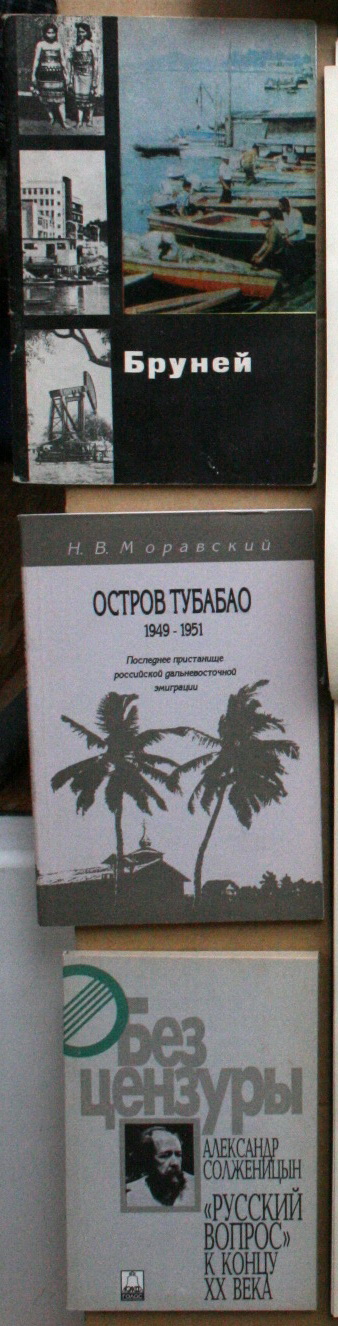 Бруней
Н. В. Моравский
ОСТРОВ ТУБАБАО
1949 - 1951
Последнее пристанище
российской дальневосточной
эмиграции
Без
цензуры
АЛЕКСАНДР
СОЛЖЕНИЦЫН
«РУССКИЙ
ВОПРОС»
К КОНЦУ
XX ВЕКА
ГОЛОС